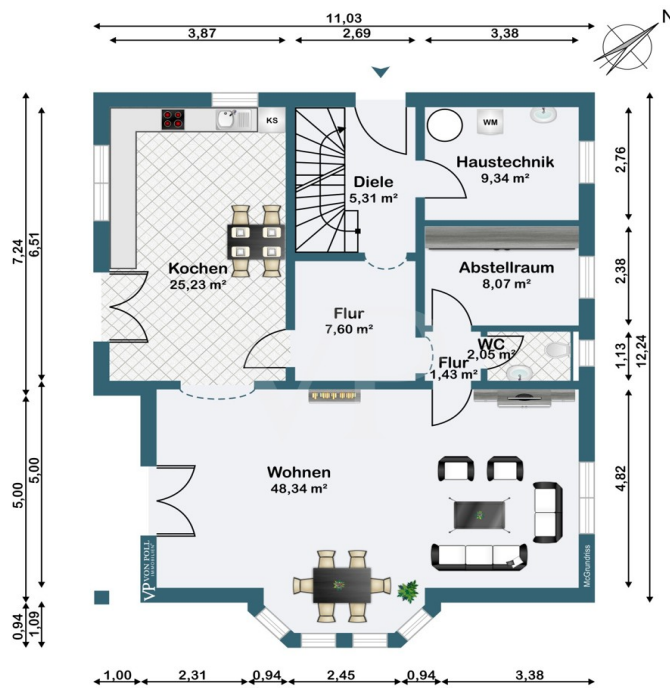 11,03
3,87
2,69
3,38
N
KS
WM
Haustechnik
9,34 m²
Diele
5,31 m²
Kochen
25,23 m²
Abstellraum
8,07 m²
Flur
7,60 m²
WC
2,05 m²
Flur
1,43 m²
Wohnen
48,34 m²
7,24
6,51
5,00
5,00
0,94
1,09
2,76
2,38
1,13
12,24
4,82
VP VON POLL
IMMOBILIEN
McGrundriss
1,00
2,31
0,94
2,45
0,94
3,38